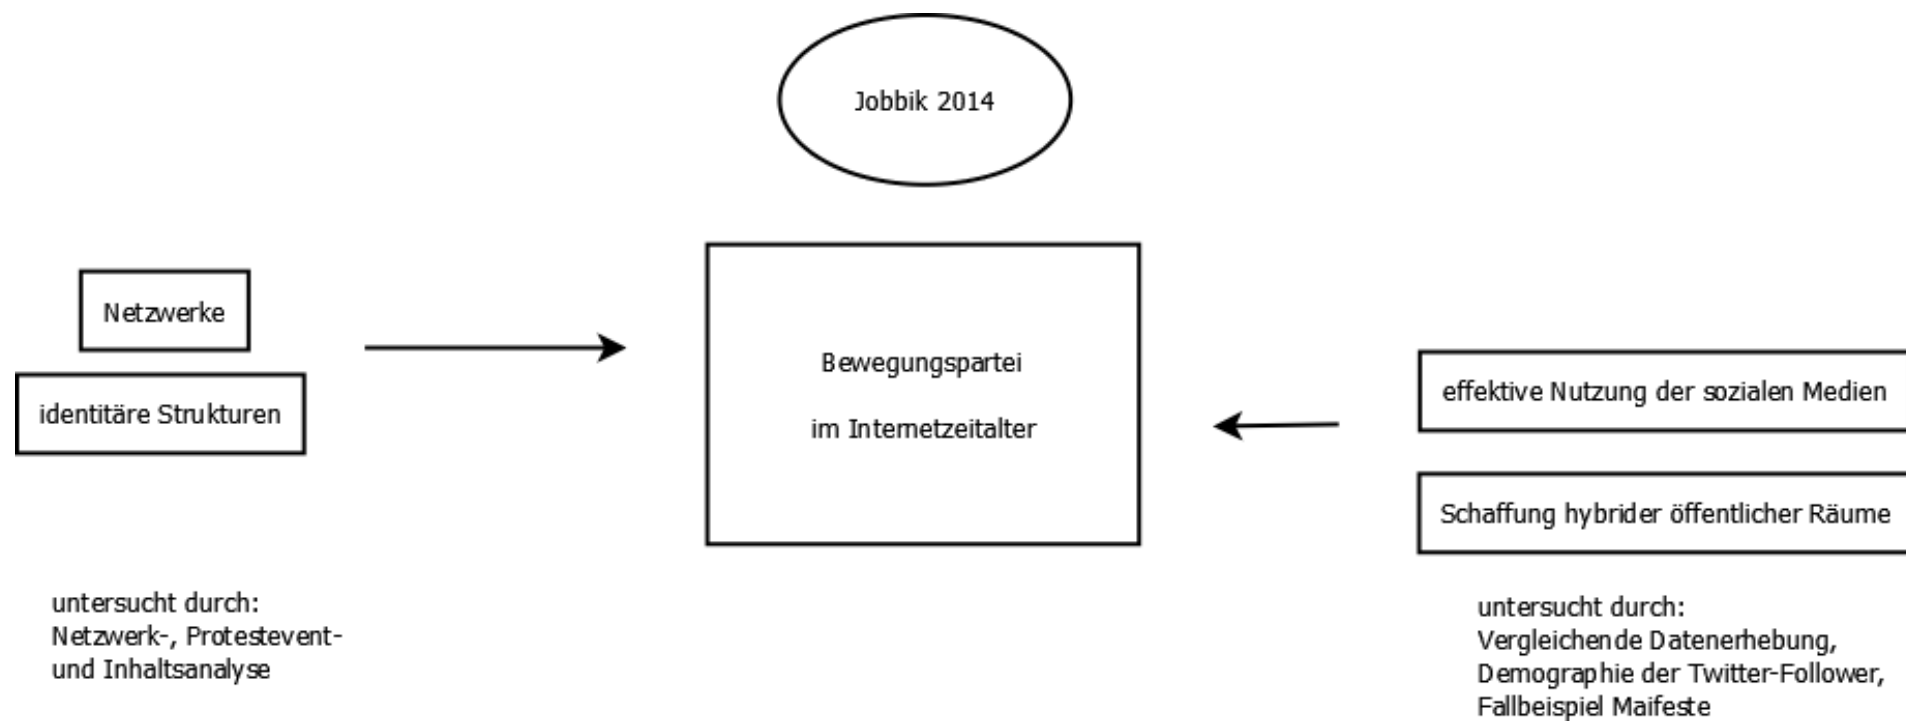 Jobbik 2014
Netzwerke
identitäre Strukturen
Bewegungspartei
im Internetzeitalter
effektive Nutzung der sozialen Medien
Schaffung hybrider öffentlicher Räume
untersucht durch:
Netzwerk-, Protestevent-
und Inhaltsanalyse
untersucht durch:
Vergleichende Datenerhebung,
Demographie der Twitter-Follower,
Fallbeispiel Maifeste